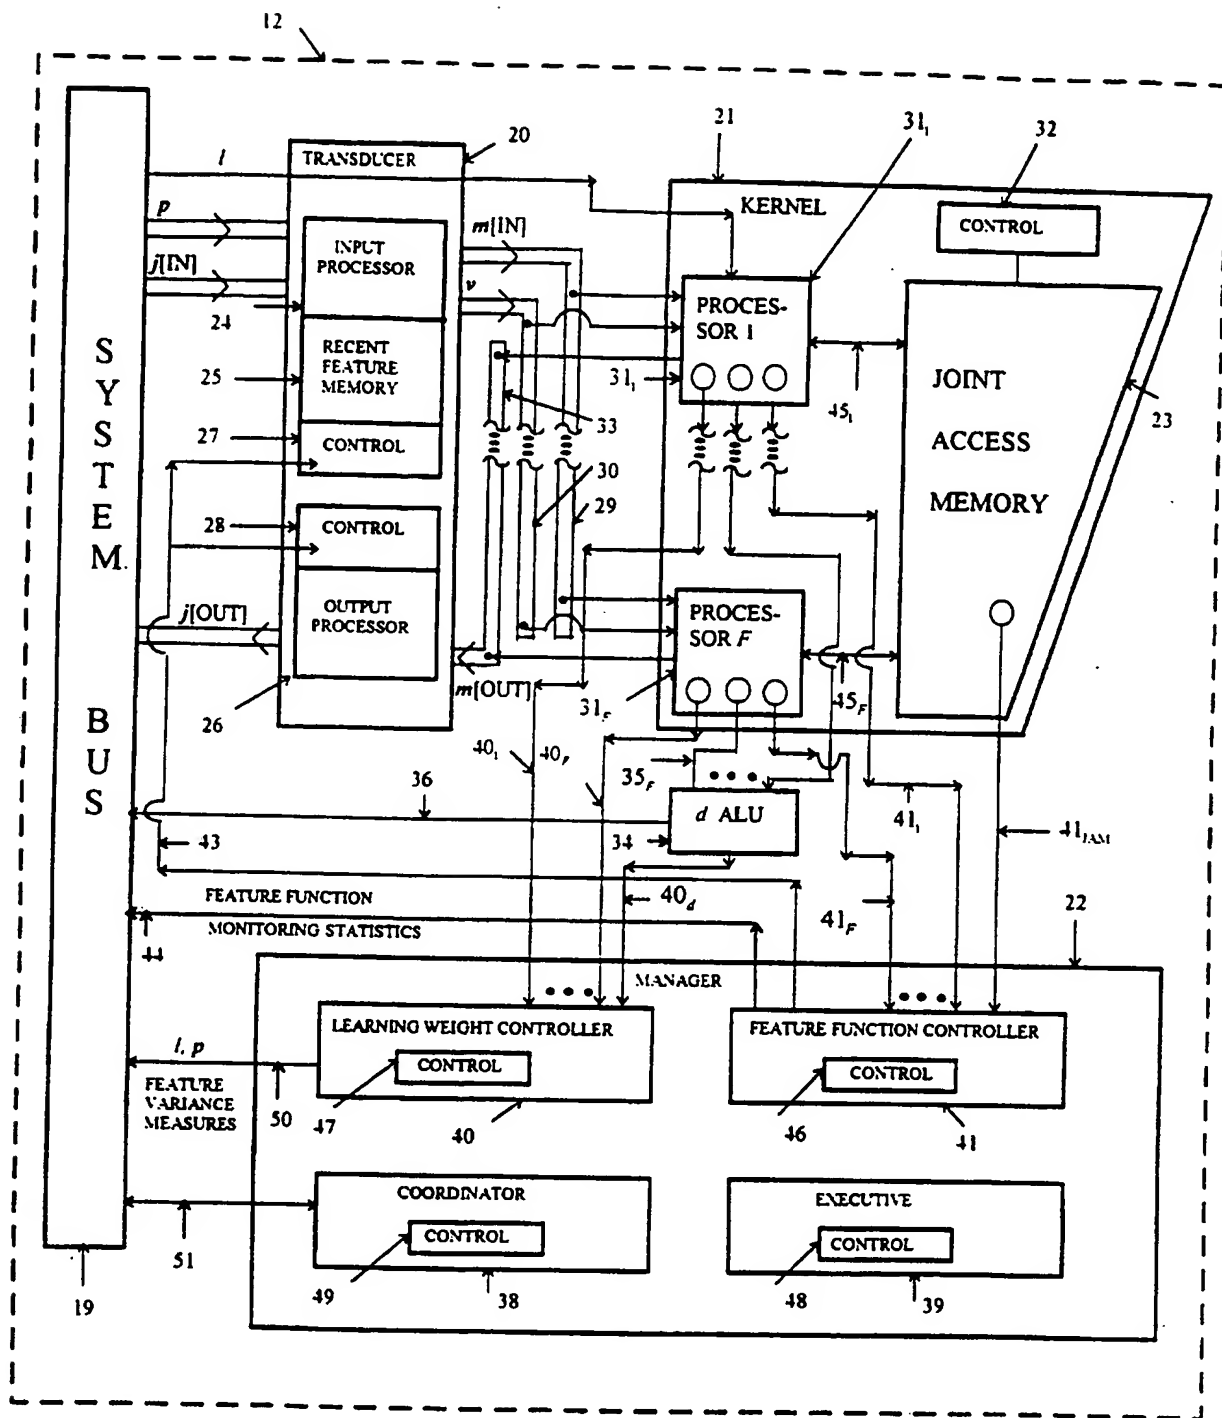 12
SYSTEM.
BUS
l
p
j[IN]
j[OUT]
20
TRANSDUCER
INPUT
PROCESSOR
RECENT
FEATURE
MEMORY
CONTROL
CONTROL
OUTPUT
PROCESSOR
24
25
27
28
26
m[IN]
v
33
30
29
m[OUT]
21
31₁
32
KERNEL
CONTROL
PROCES-
SOR 1
31₁
45₁
JOINT
ACCESS
MEMORY
23
PROCES-
SOR F
31F
45F
40₁
40F
35F
• • •
d ALU
34
36
43
40d
41₁
41F
41JAM
FEATURE FUNCTION
MONITORING STATISTICS
44
22
MANAGER
• • •
• • •
LEARNING WEIGHT CONTROLLER
CONTROL
47
40
FEATURE FUNCTION CONTROLLER
CONTROL
46
41
l, p
FEATURE
VARIANCE
MEASURES
50
COORDINATOR
CONTROL
49
38
EXECUTIVE
CONTROL
48
39
51
19